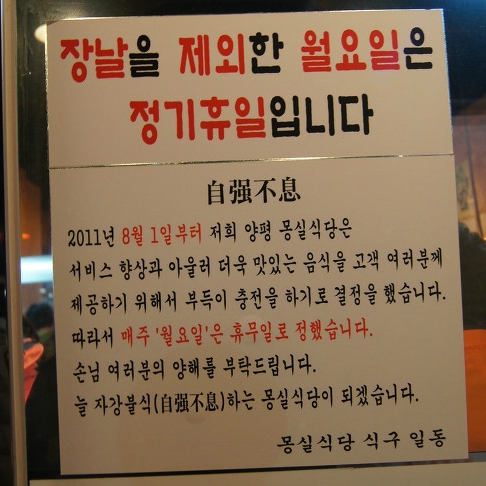 장날을 제외한 월요일은
정기휴일입니다
自强不息
2011년 8월 1일부터 저희 양평 몽실식당은
서비스 향상과 아울러 더욱 맛있는 음식을 고객 여러분께
제공하기 위해서 부득이 충전을 하기로 결정을 했습니다.
따라서 매주 '월요일'은 휴무일로 정했습니다.
손님 여러분의 양해를 부탁드립니다.
늘 자강불식(自强不息)하는 몽실식당이 되겠습니다.
몽실식당 식구 일동